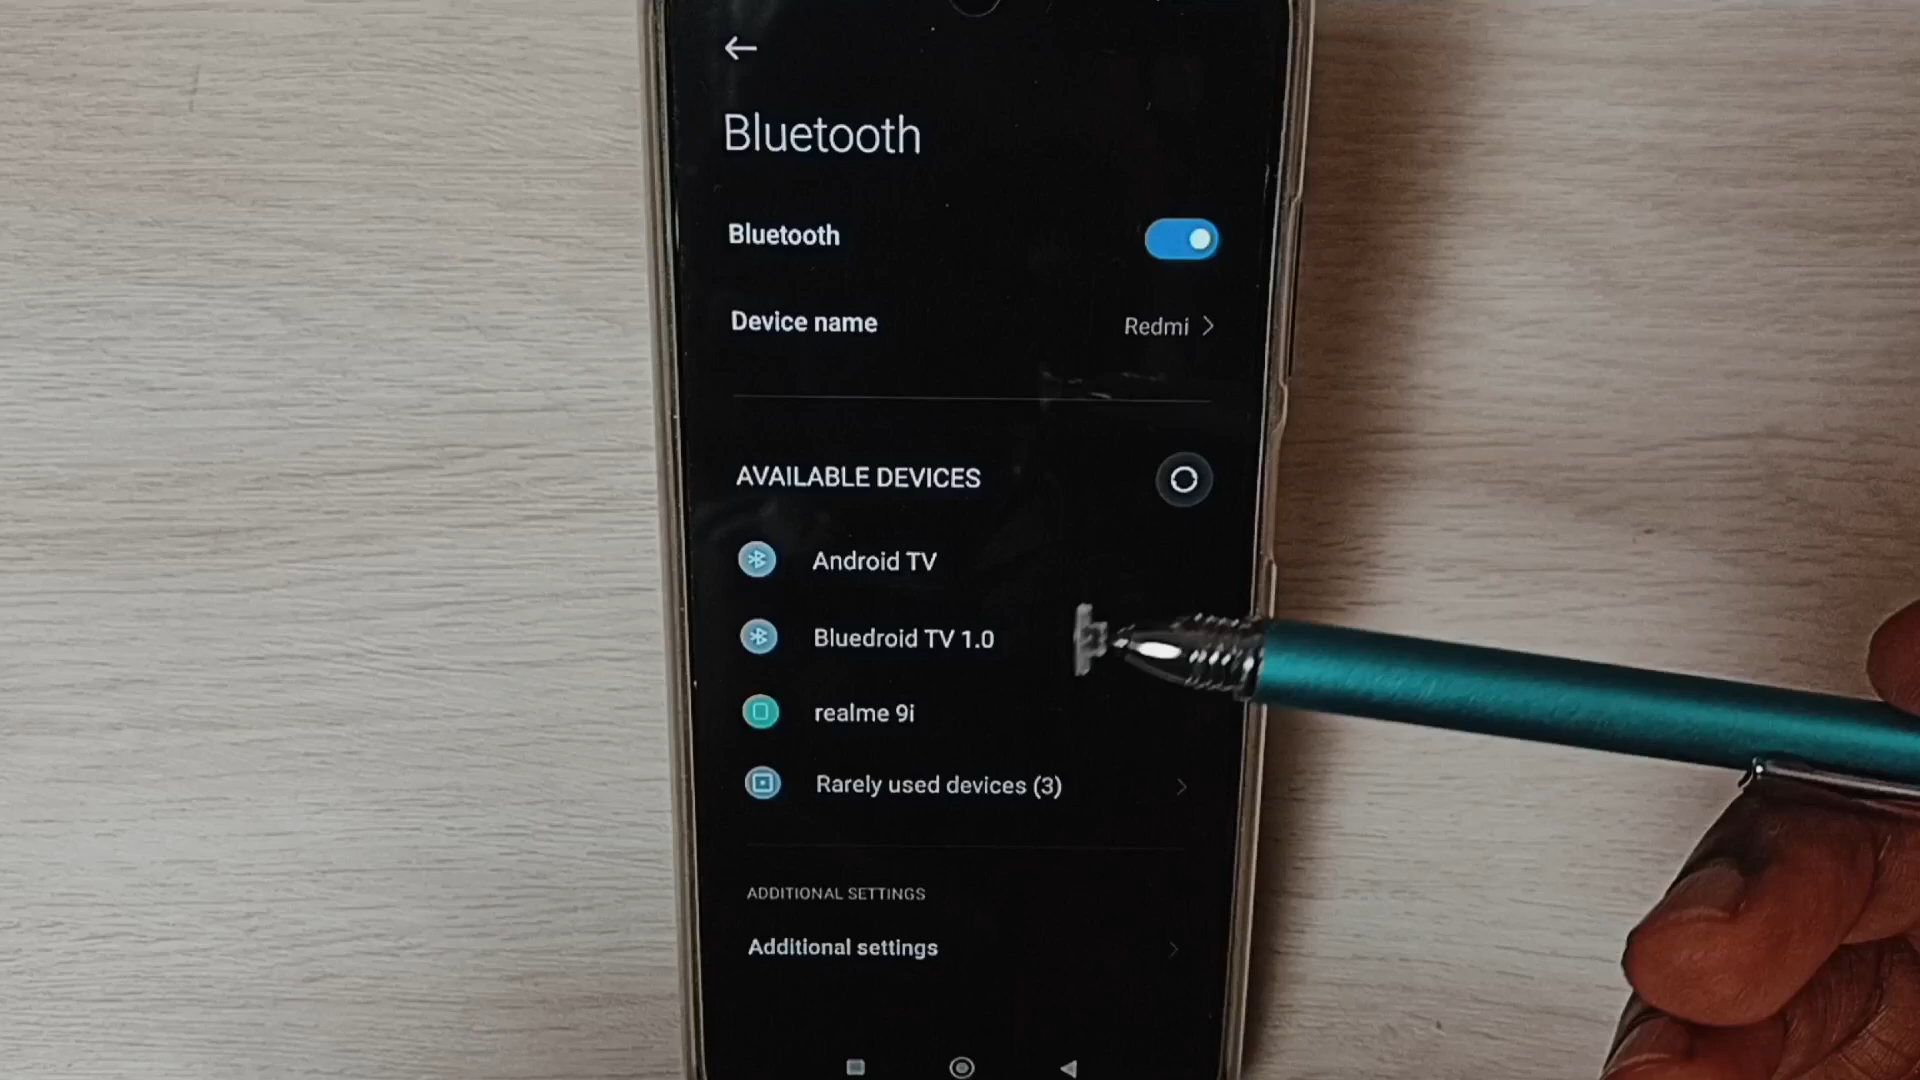 Bluetooth
Bluetooth
Device name
Redmi
AVAILABLE DEVICES
Android TV
Bluedroid TV 1.0
realme 9i
Rarely used devices (3)
ADDITIONAL SETTINGS
Additional settings